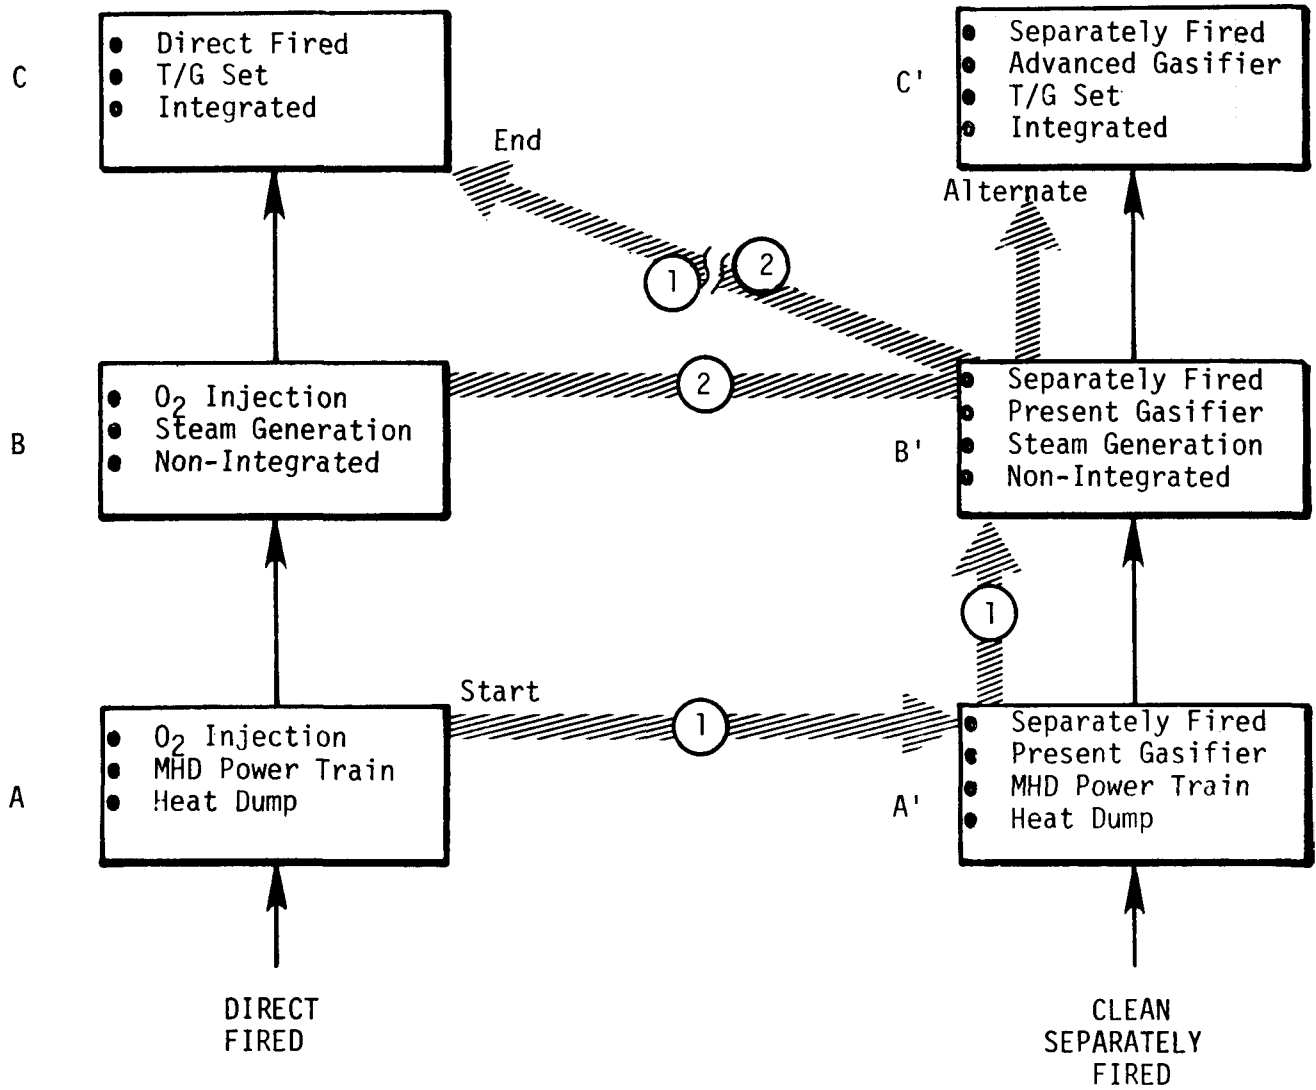 C
• Direct Fired
• T/G Set
• Integrated
C'
• Separately Fired
• Advanced Gasifier
• T/G Set
• Integrated
End
Alternate
1
2
B
• O2 Injection
• Steam Generation
• Non-Integrated
2
B'
• Separately Fired
• Present Gasifier
• Steam Generation
• Non-Integrated
1
Start
A
• O2 Injection
• MHD Power Train
• Heat Dump
1
A'
• Separately Fired
• Present Gasifier
• MHD Power Train
• Heat Dump
DIRECT
FIRED
CLEAN
SEPARATELY
FIRED